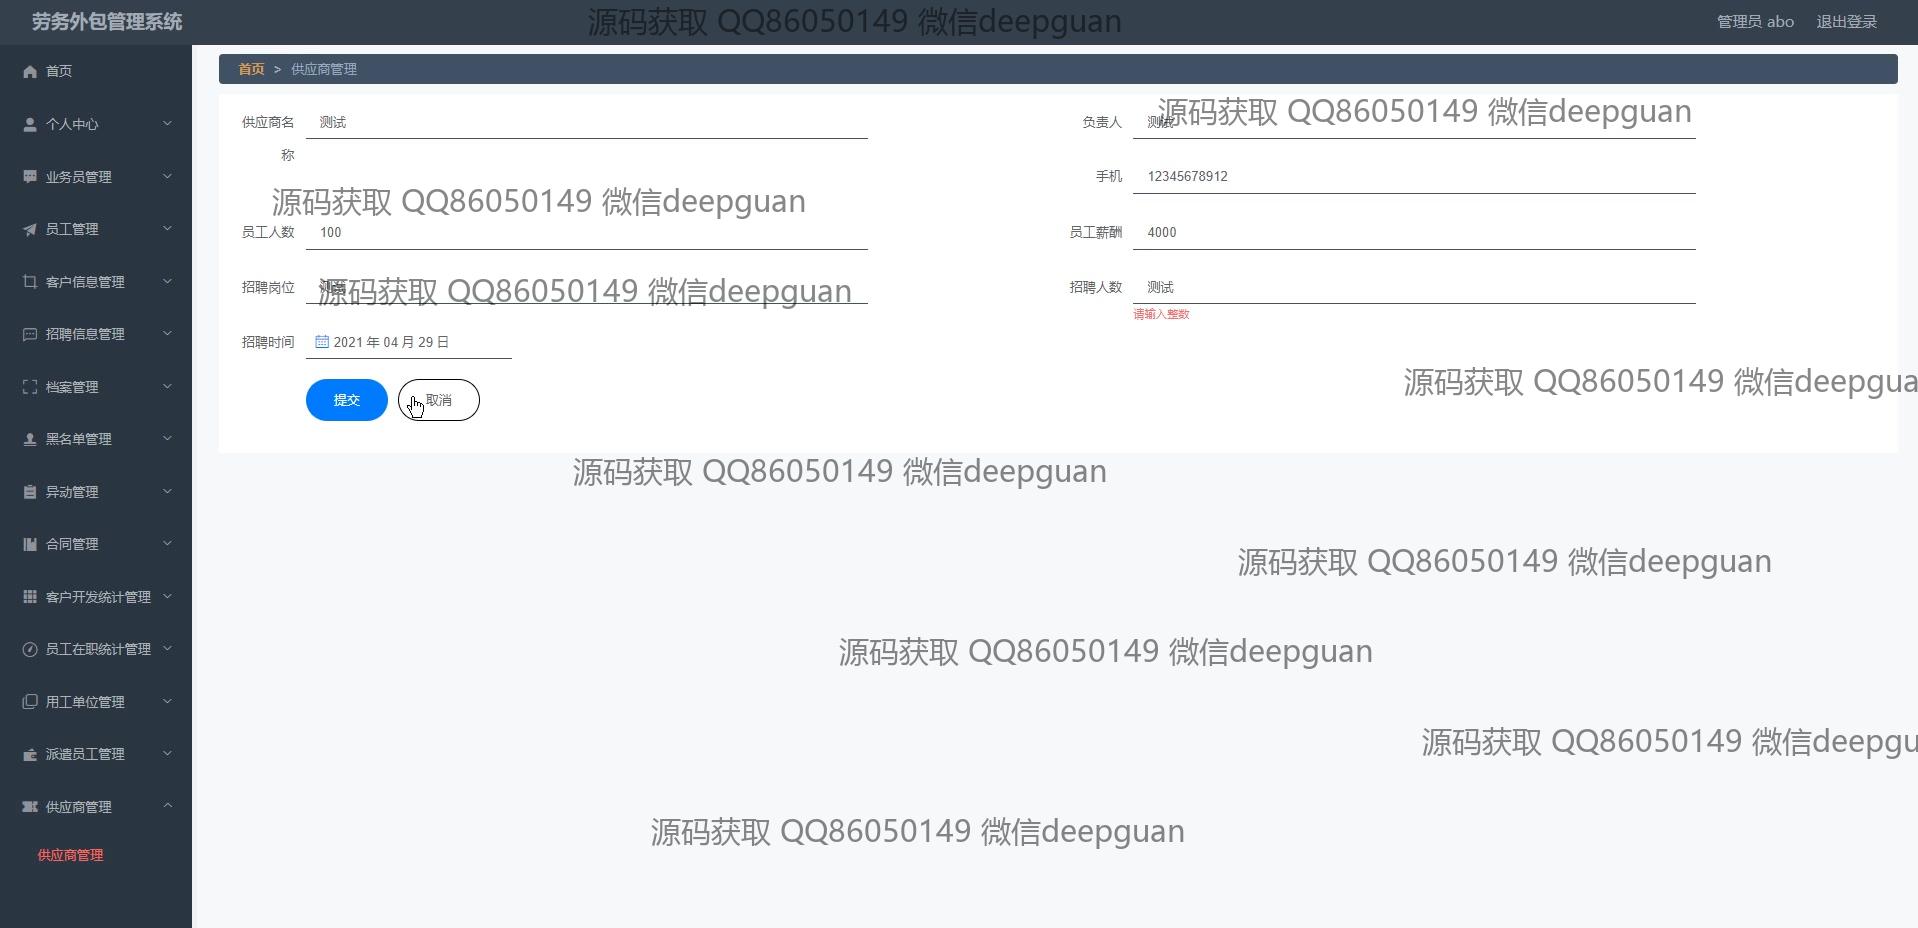 劳务外包管理系统
源码获取 QQ86050149 微信deepguan
管理员 abo
退出登录
首页
个人中心
业务员管理
员工管理
客户信息管理
招聘信息管理
档案管理
黑名单管理
异动管理
合同管理
客户开发统计管理
员工在职统计管理
用工单位管理
派遣员工管理
供应商管理
供应商管理
首页 > 供应商管理
供应商名称 测试
负责人 测试
源码获取 QQ86050149 微信deepguan
手机 12345678912
源码获取 QQ86050149 微信deepguan
员工人数 100
员工薪酬 4000
招聘岗位 测试
源码获取 QQ86050149 微信deepguan
招聘人数 测试
请输入整数
招聘时间 2021 年 04 月 29 日
提交
取消
源码获取 QQ86050149 微信deepgua
源码获取 QQ86050149 微信deepguan
源码获取 QQ86050149 微信deepguan
源码获取 QQ86050149 微信deepguan
源码获取 QQ86050149 微信deepgu
源码获取 QQ86050149 微信deepguan